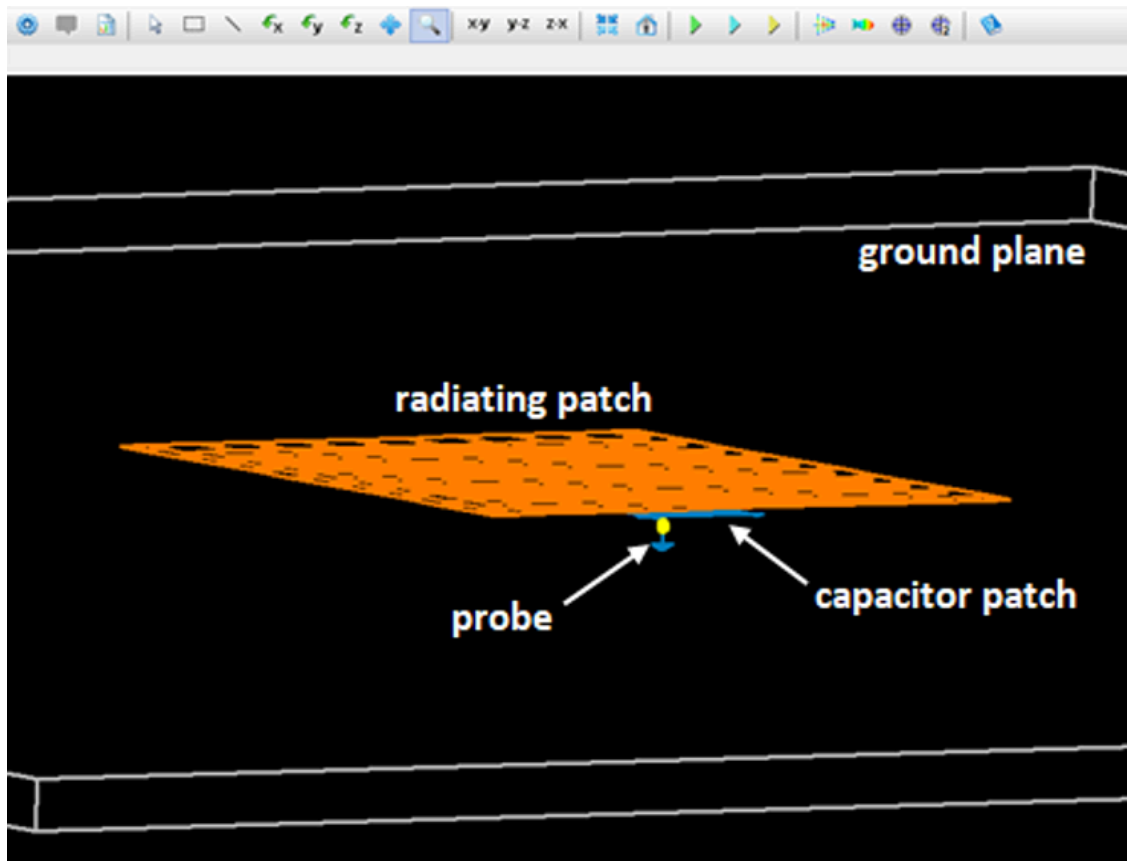 x-y y-z z-x
ground plane
radiating patch
capacitor patch
probe